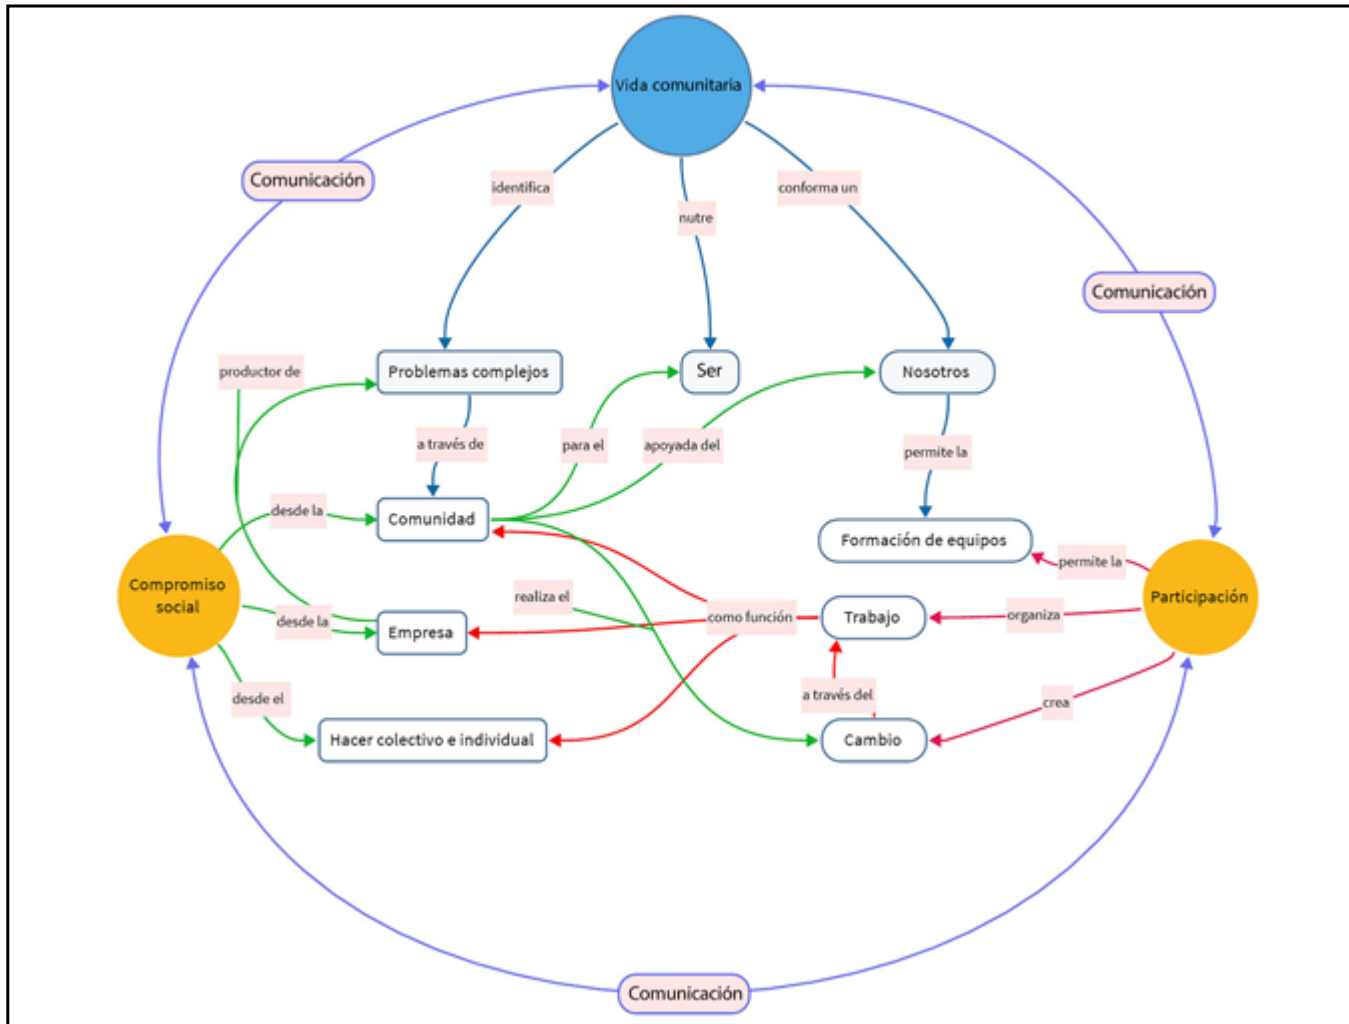 Vida comunitaria
Comunicación
identifica
conforma un
nutre
Comunicación
productor de
Problemas complejos
Ser
Nosotros
a través de
para el
apoyada del
permite la
desde la
Comunidad
Formación de equipos
permite la
Compromiso
social
realiza el
Participación
desde la
Empresa
como función
Trabajo
organiza
desde el
a través del
crea
Hacer colectivo e individual
Cambio
Comunicación